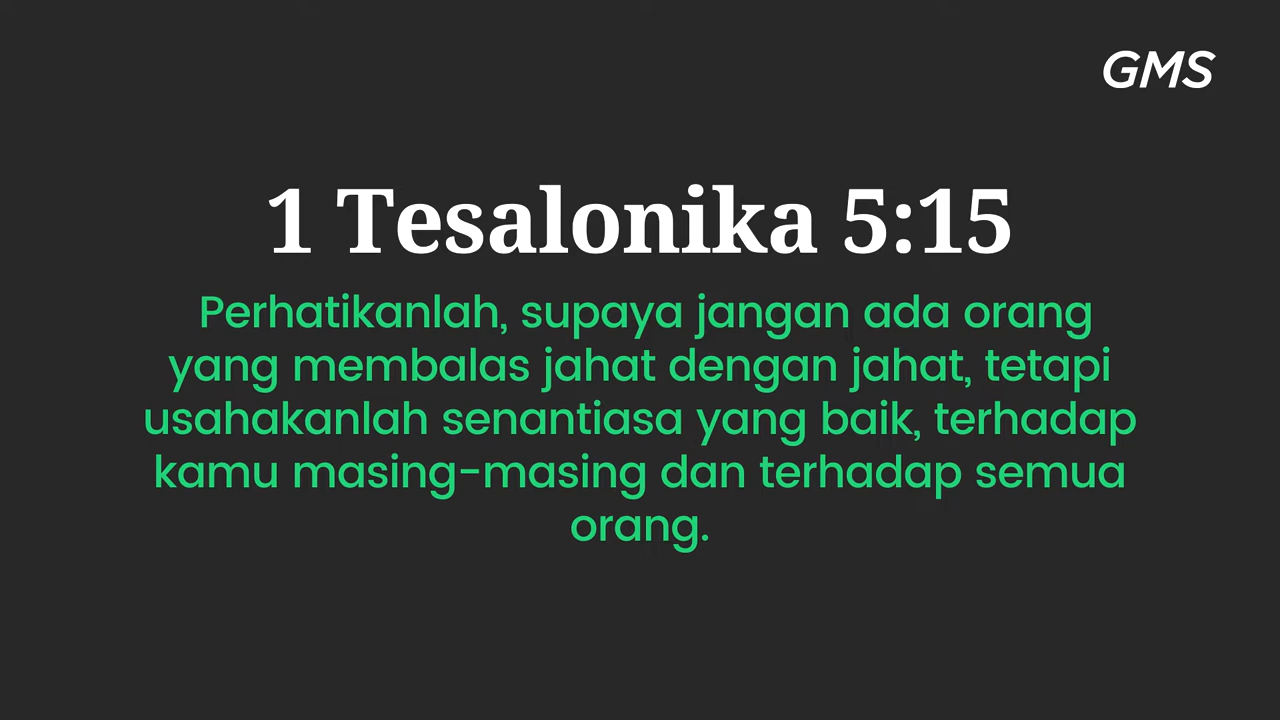 GMS
1 Tesalonika 5:15
Perhatikanlah, supaya jangan ada orang
yang membalas jahat dengan jahat, tetapi
usahakanlah senantiasa yang baik, terhadap
kamu masing-masing dan terhadap semua
orang.